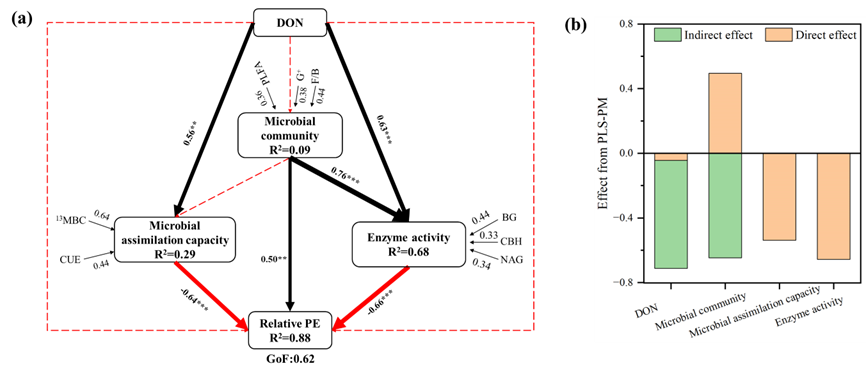 (a)
DON
PLFA
0.36
G⁺
0.38
F/B
0.44
0.56**
0.63***
Microbial
community
R²=0.09
0.76***
¹³MBC
0.64
CUE
0.44
Microbial
assimilation capacity
R²=0.29
0.50**
Enzyme activity
R²=0.68
0.44
BG
0.33
CBH
0.34
NAG
-0.64***
-0.66***
Relative PE
R²=0.88
GoF:0.62
(b)
Indirect effect
Direct effect
Effect from PLS-PM
0.8
0.4
0.0
−0.4
−0.8
DON
Microbial community
Microbial assimilation capacity
Enzyme activity